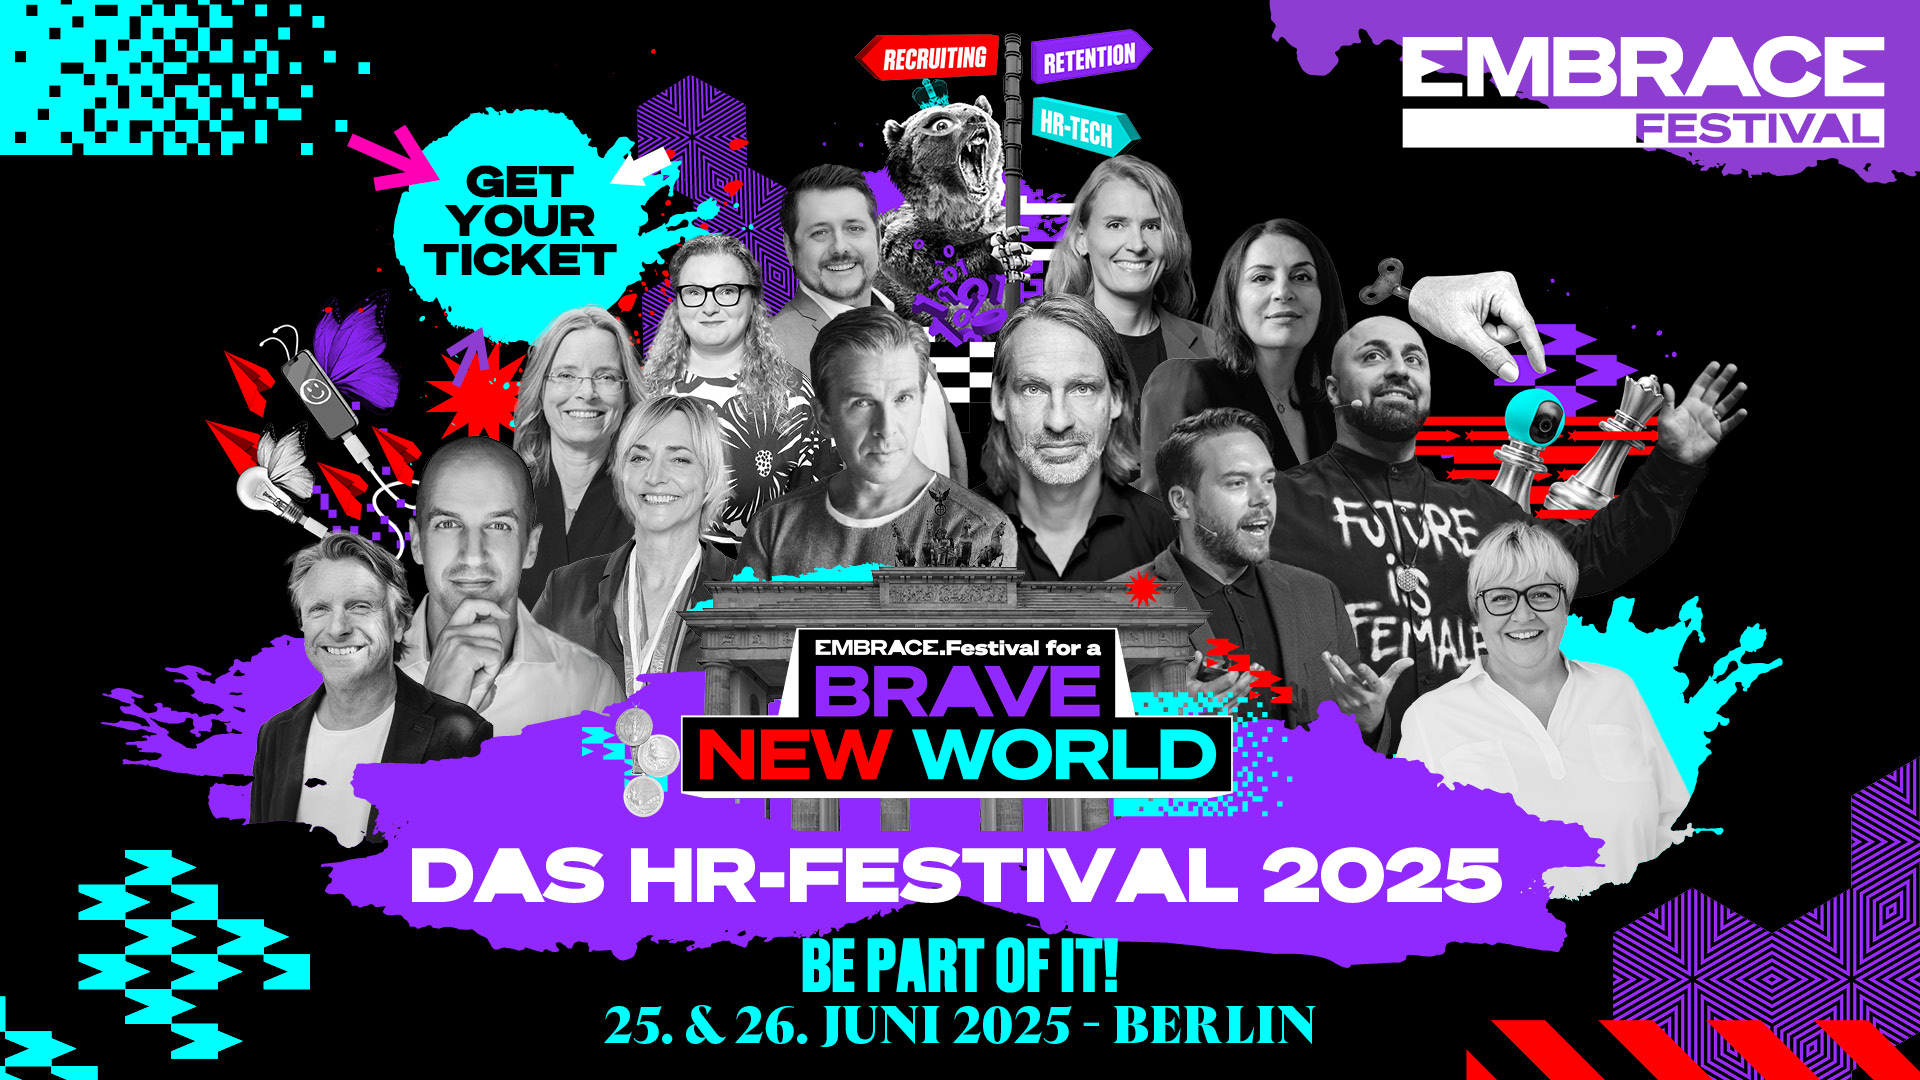 RECRUITING
RETENTION
HR-TECH
EMBRACE
FESTIVAL
GET
YOUR
TICKET
FUTURE
iS
FEMALE
EMBRACE.Festival for a
BRAVE
NEW WORLD
DAS HR-FESTIVAL 2025
BE PART OF IT!
25. & 26. JUNI 2025 - BERLIN